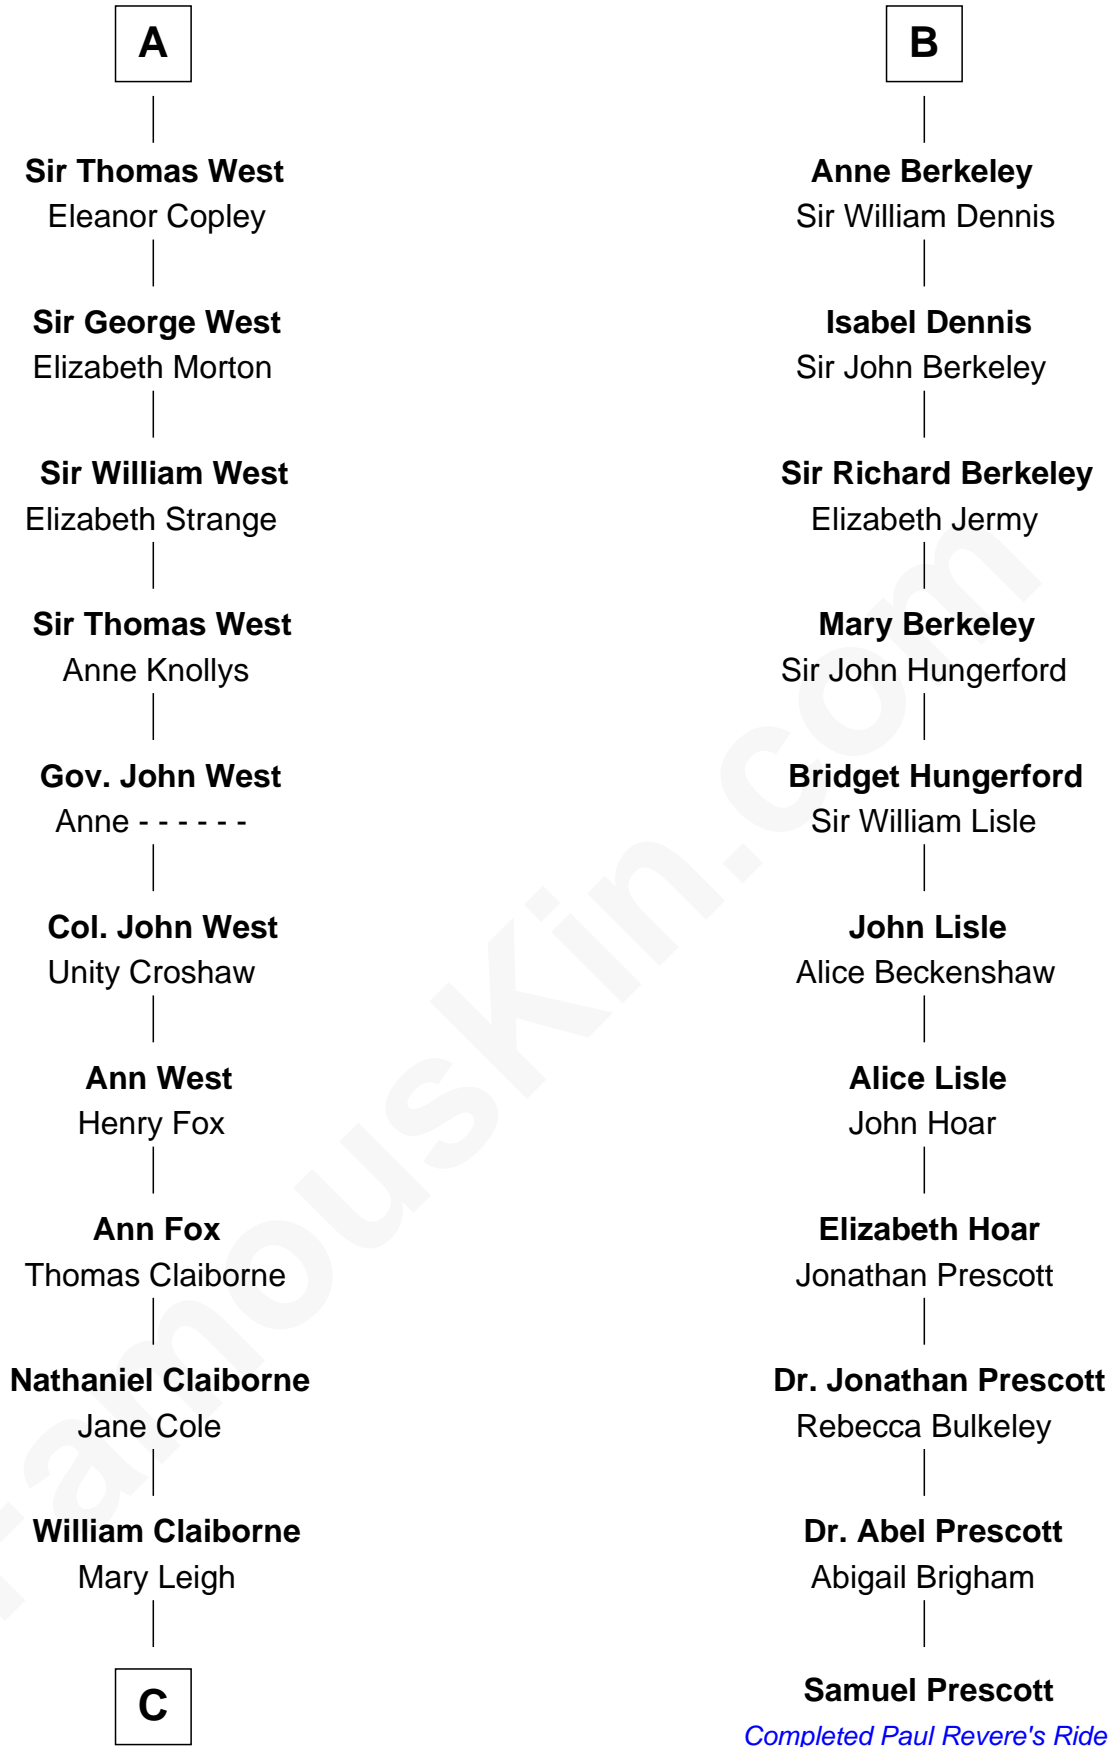 A
Sir Thomas West
Eleanor Copley
Sir George West
Elizabeth Morton
Sir William West
Elizabeth Strange
Sir Thomas West
Anne Knollys
Gov. John West
Anne - - - - - -
Col. John West
Unity Croshaw
Ann West
Henry Fox
Ann Fox
Thomas Claiborne
Nathaniel Claiborne
Jane Cole
William Claiborne
Mary Leigh
C
B
Anne Berkeley
Sir William Dennis
Isabel Dennis
Sir John Berkeley
Sir Richard Berkeley
Elizabeth Jermy
Mary Berkeley
Sir John Hungerford
Bridget Hungerford
Sir William Lisle
John Lisle
Alice Beckenshaw
Alice Lisle
John Hoar
Elizabeth Hoar
Jonathan Prescott
Dr. Jonathan Prescott
Rebecca Bulkeley
Dr. Abel Prescott
Abigail Brigham
Samuel Prescott
Completed Paul Revere's Ride
FamousKin.com